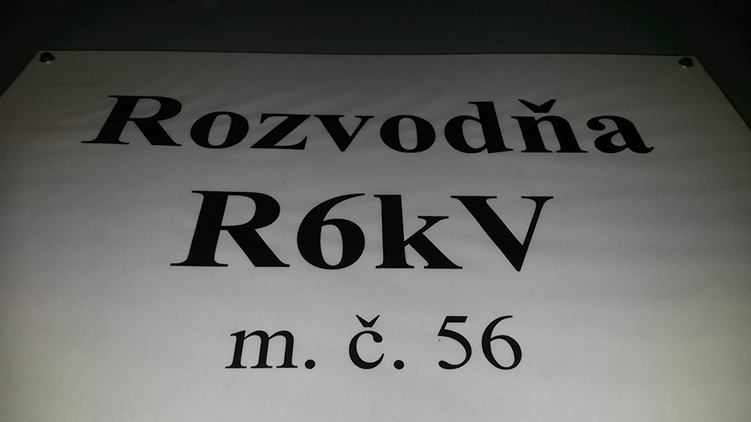 Rozvodňa
R6kV
m. č. 56